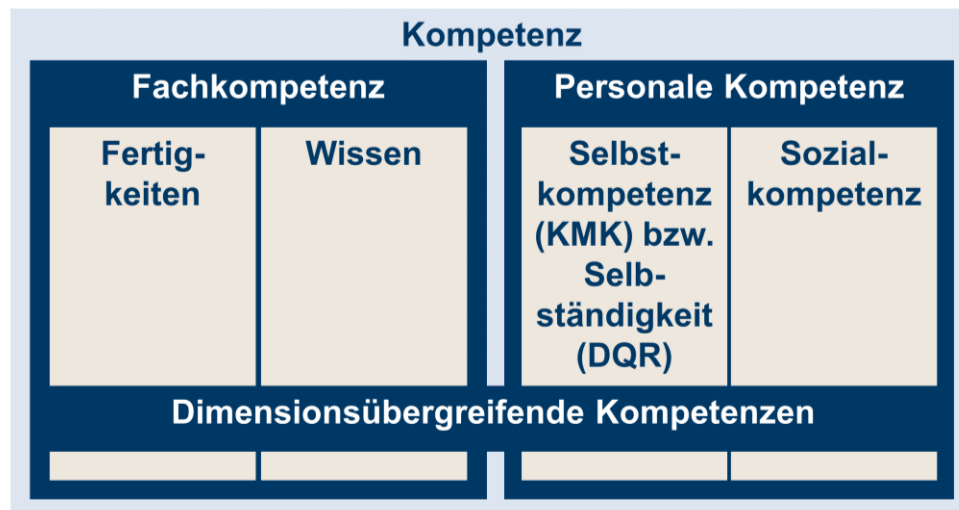 Kompetenz
Fachkompetenz
Personale Kompetenz
Fertig-
keiten
Wissen
Selbst-
kompetenz
(KMK) bzw.
Selb-
ständigkeit
(DQR)
Sozial-
kompetenz
Dimensionsübergreifende Kompetenzen